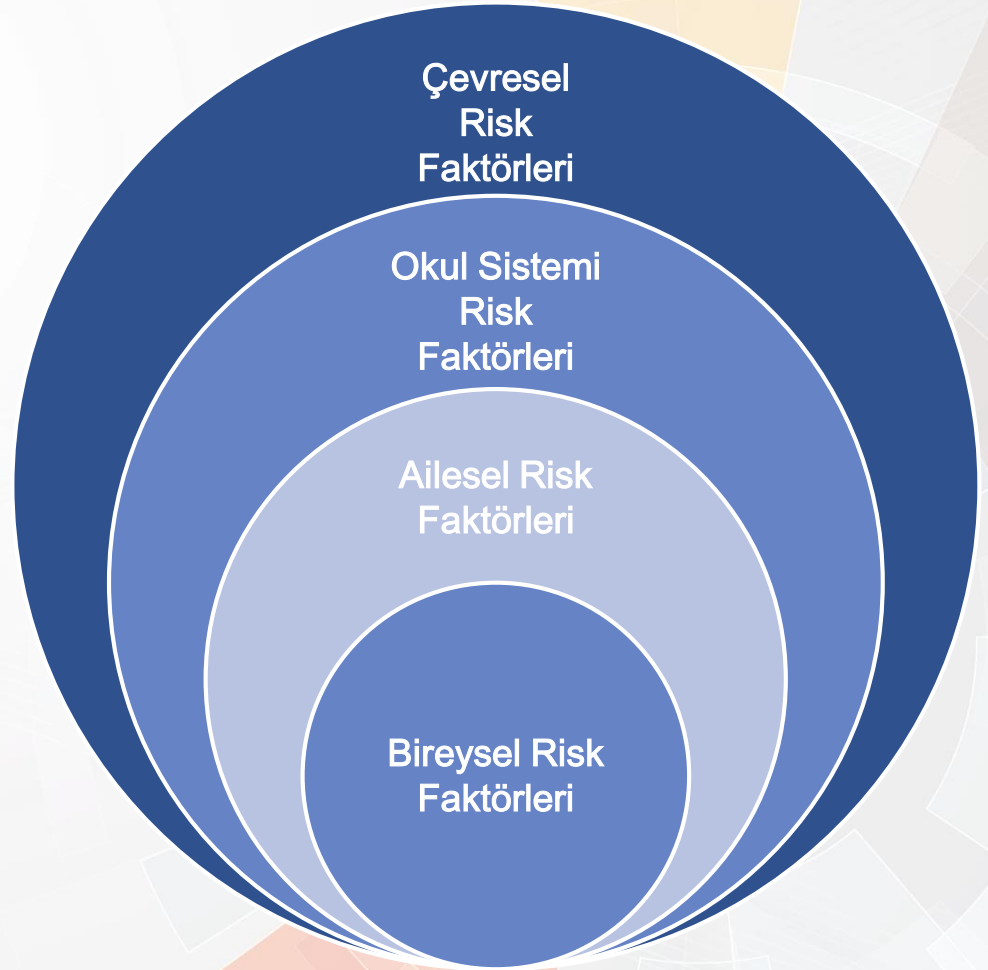 Çevresel
Risk
Faktörleri
Okul Sistemi
Risk
Faktörleri
Ailesel Risk
Faktörleri
Bireysel Risk
Faktörleri